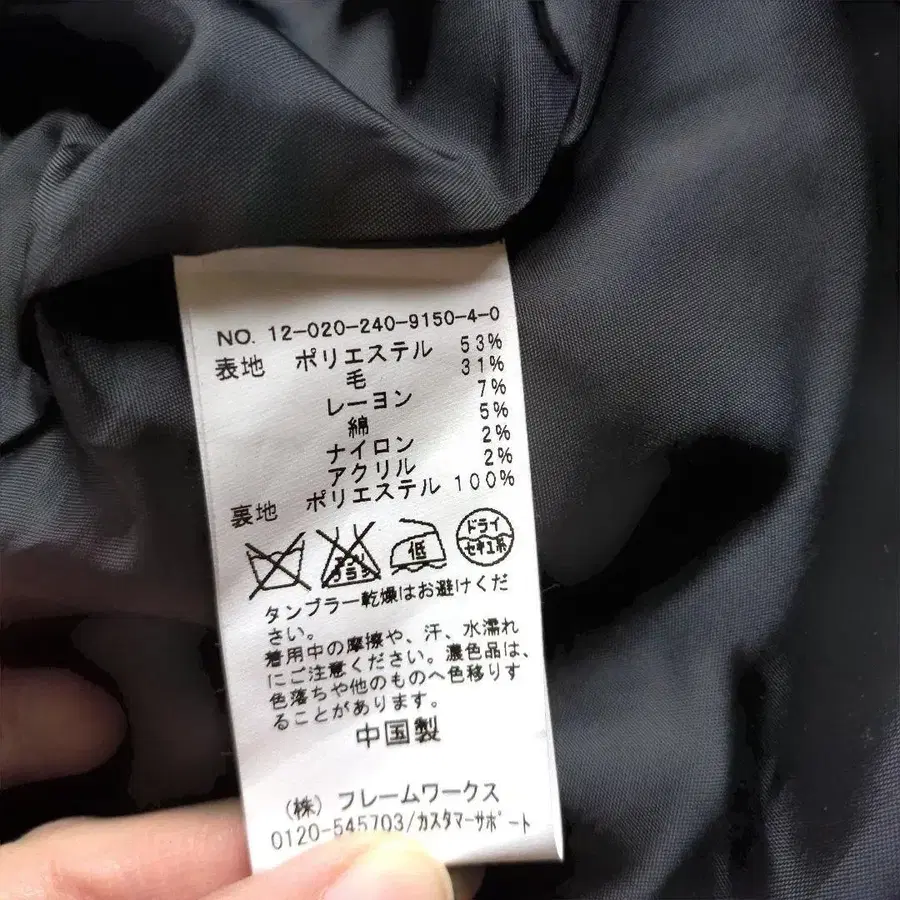 NO. 12-020-240-9150-4-0
表地 ポリエステル 53%
毛 31%
レーヨン 7%
綿 5%
ナイロン 2%
アクリル 2%
裏地 ポリエステル 100%
エンソ
サラシ
低
ドライ
セキユ系
タンブラー乾燥はお避けくだ
さい。
着用中の摩擦や、汗、水濡れ
にご注意ください。濃色品は、
色落ちや他のものへ色移りす
ることがあります。
中国製
(株) フレームワークス
0120-545703/カスタマーサポート